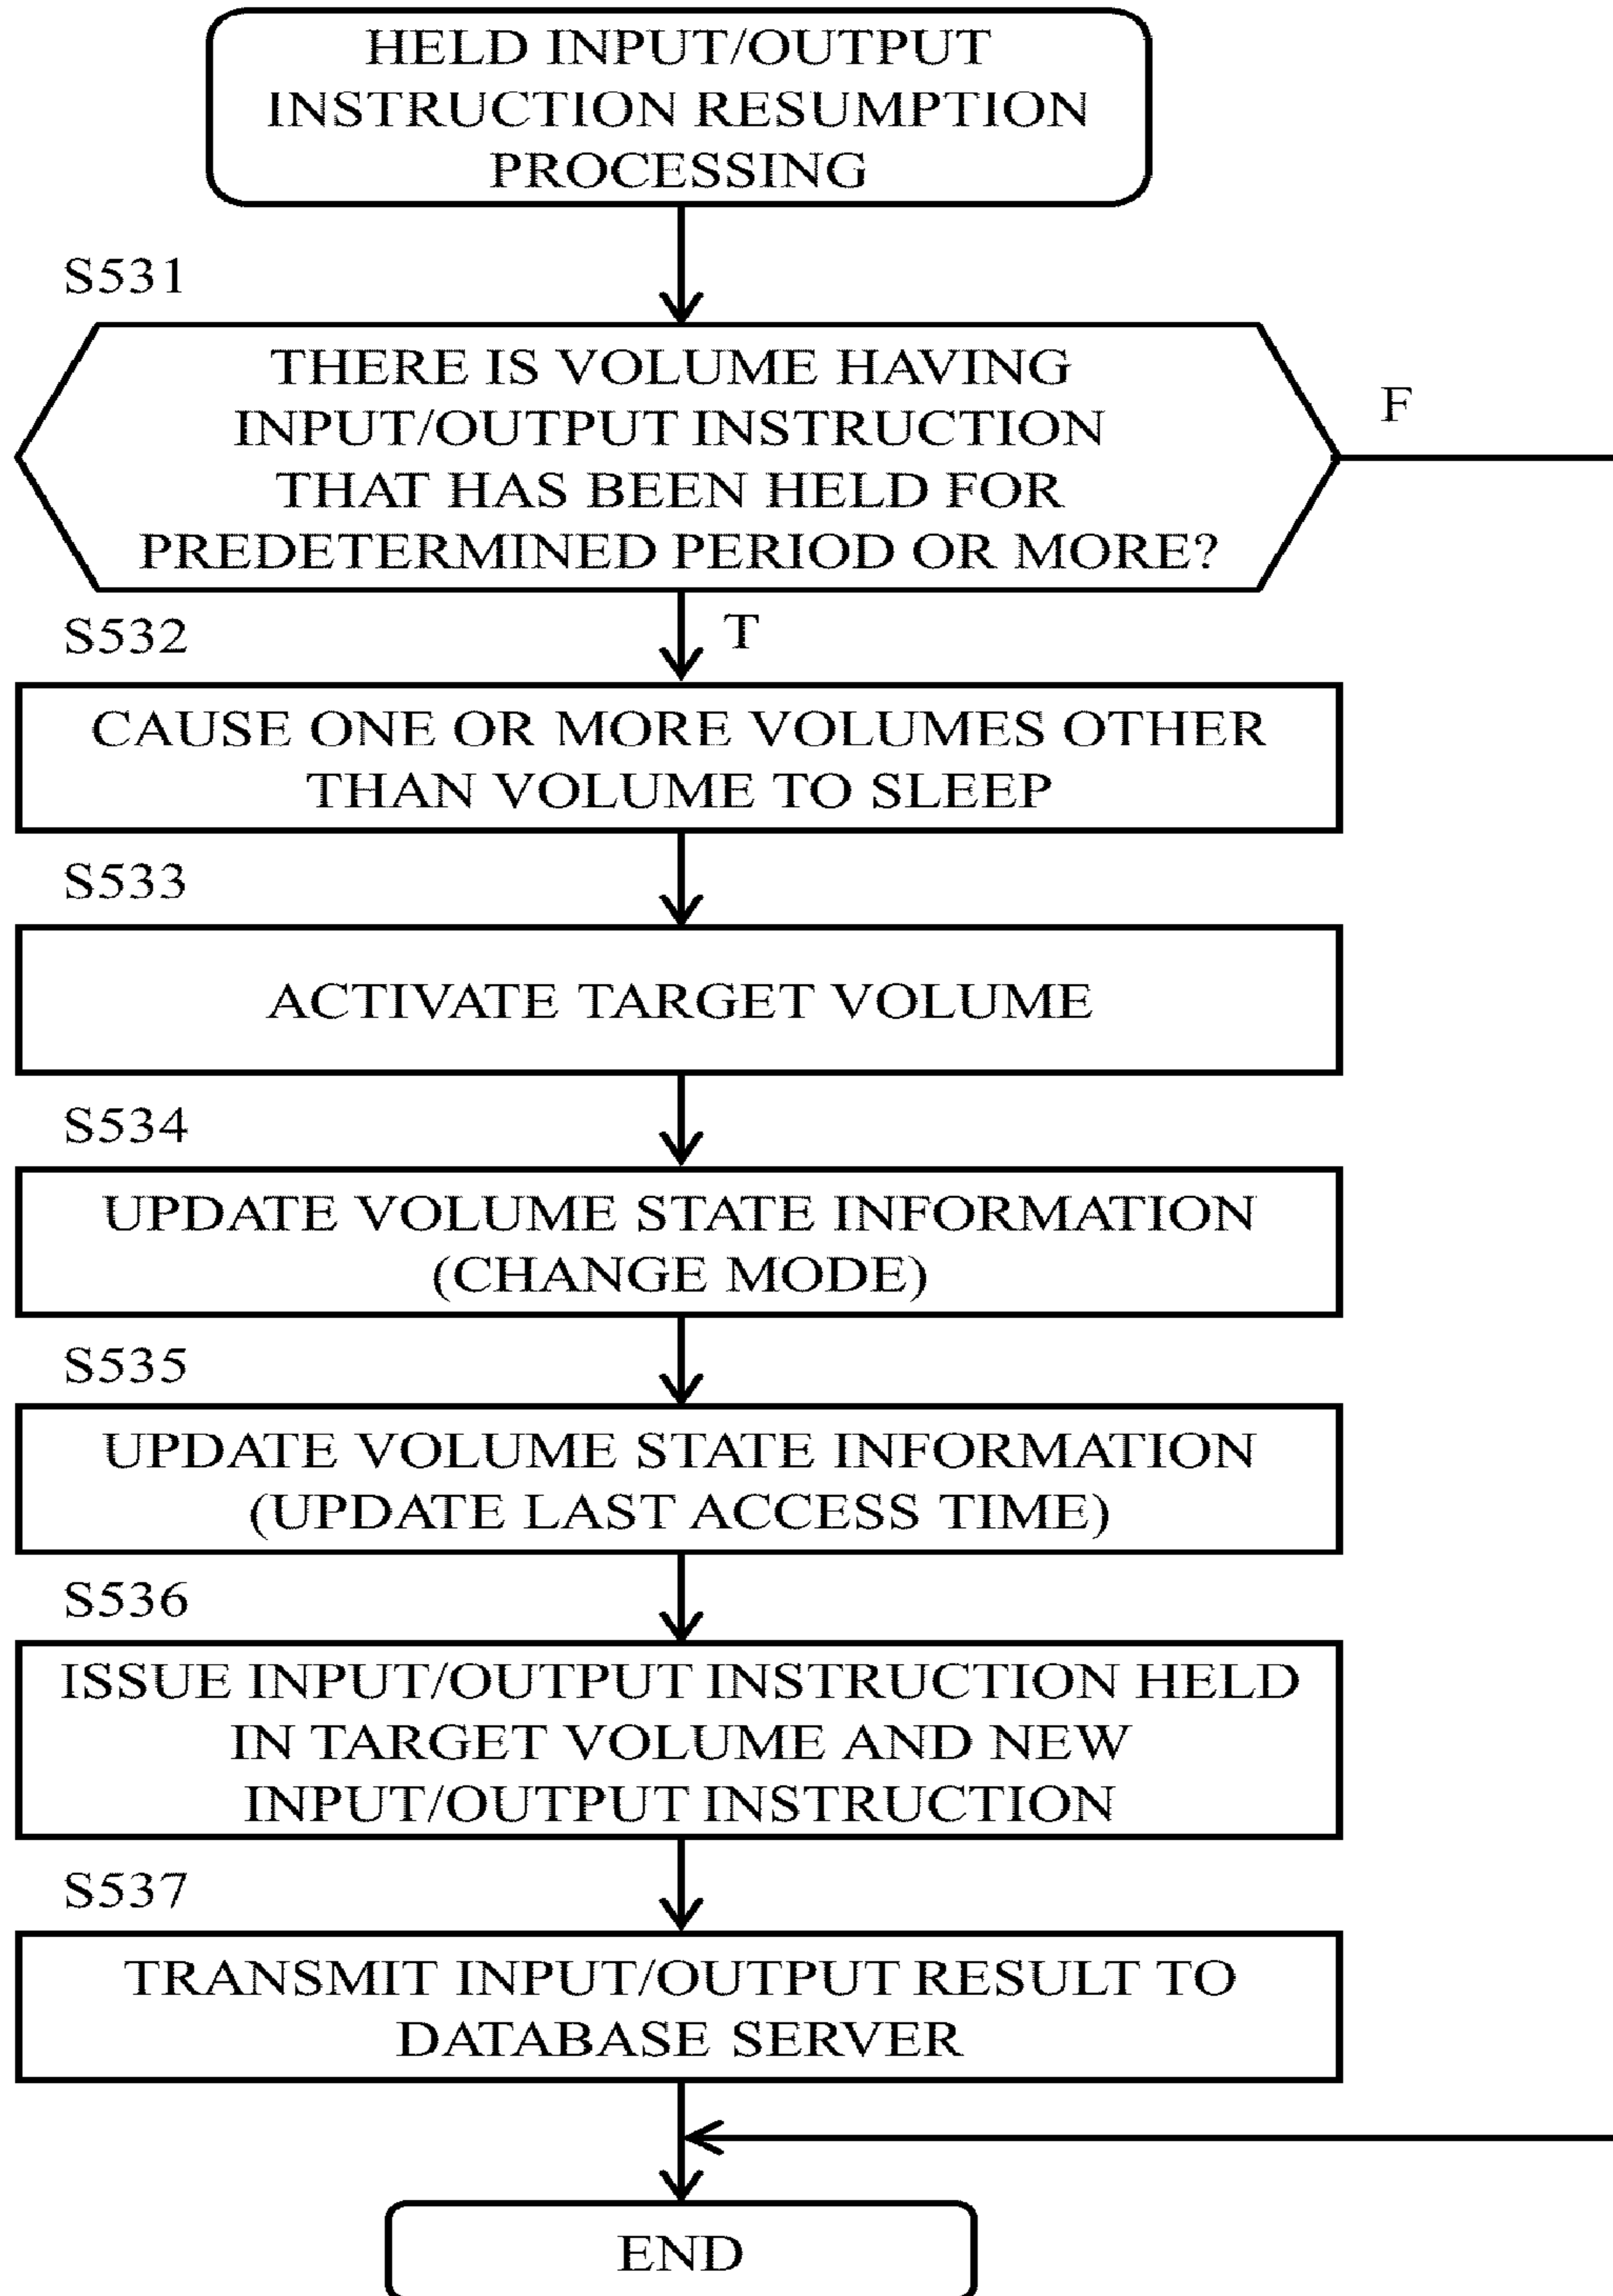 HELD INPUT/OUTPUT
INSTRUCTION RESUMPTION
PROCESSING
S531
THERE IS VOLUME HAVING
INPUT/OUTPUT INSTRUCTION
THAT HAS BEEN HELD FOR
PREDETERMINED PERIOD OR MORE?
F
T
S532
CAUSE ONE OR MORE VOLUMES OTHER
THAN VOLUME TO SLEEP
S533
ACTIVATE TARGET VOLUME
S534
UPDATE VOLUME STATE INFORMATION
(CHANGE MODE)
S535
UPDATE VOLUME STATE INFORMATION
(UPDATE LAST ACCESS TIME)
S536
ISSUE INPUT/OUTPUT INSTRUCTION HELD
IN TARGET VOLUME AND NEW
INPUT/OUTPUT INSTRUCTION
S537
TRANSMIT INPUT/OUTPUT RESULT TO
DATABASE SERVER
END